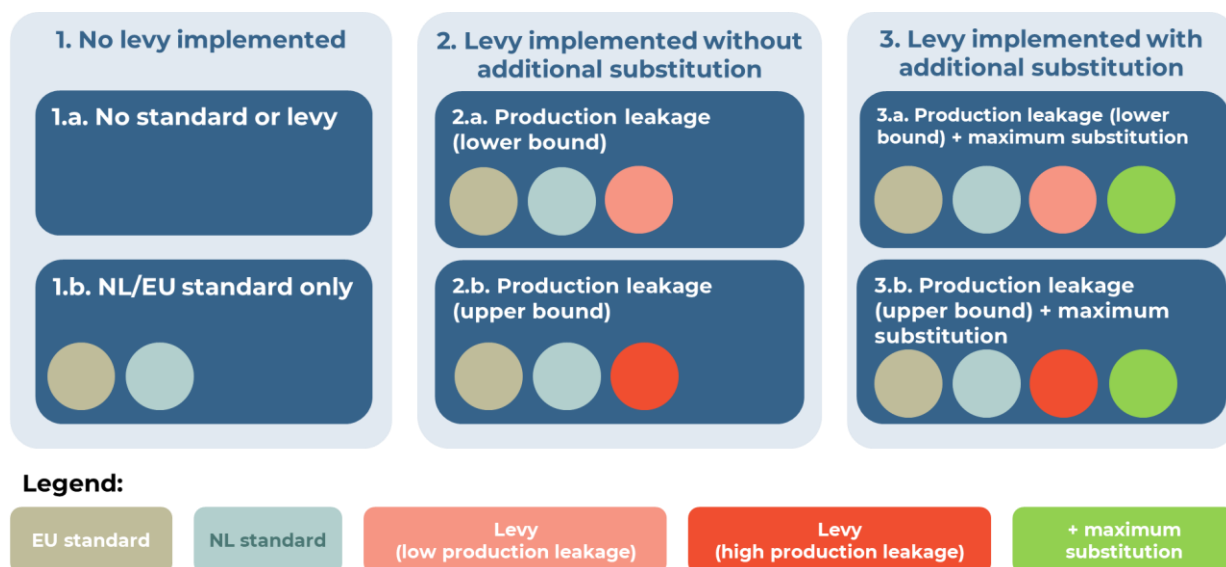 1. No levy implemented
1.a. No standard or levy
1.b. NL/EU standard only
2. Levy implemented without
additional substitution
2.a. Production leakage
(lower bound)
2.b. Production leakage
(upper bound)
3. Levy implemented with
additional substitution
3.a. Production leakage (lower
bound) + maximum substitution
3.b. Production leakage
(upper bound) + maximum
substitution
Legend:
EU standard
NL standard
Levy
(low production leakage)
Levy
(high production leakage)
+ maximum
substitution